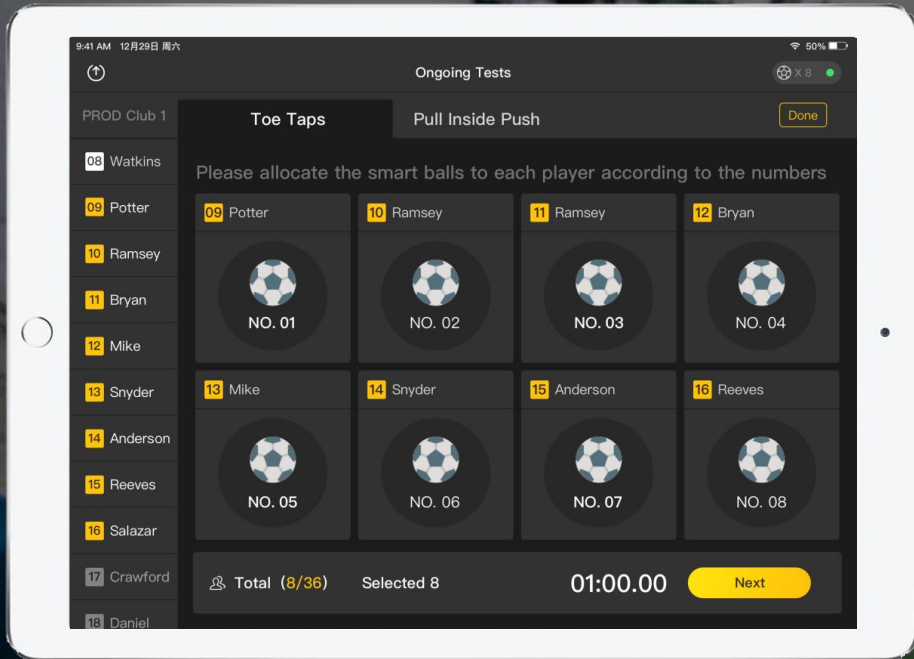 9:41 AM 12月29日 周六
50%
Ongoing Tests
X 8
PROD Club 1
Toe Taps
Pull Inside Push
Done
08 Watkins
09 Potter
10 Ramsey
11 Bryan
12 Mike
13 Snyder
14 Anderson
15 Reeves
16 Salazar
17 Crawford
18 Daniel
Please allocate the smart balls to each player according to the numbers
09 Potter
NO. 01
10 Ramsey
NO. 02
11 Ramsey
NO. 03
12 Bryan
NO. 04
13 Mike
NO. 05
14 Snyder
NO. 06
15 Anderson
NO. 07
16 Reeves
NO. 08
Total (8/36)
Selected 8
01:00.00
Next